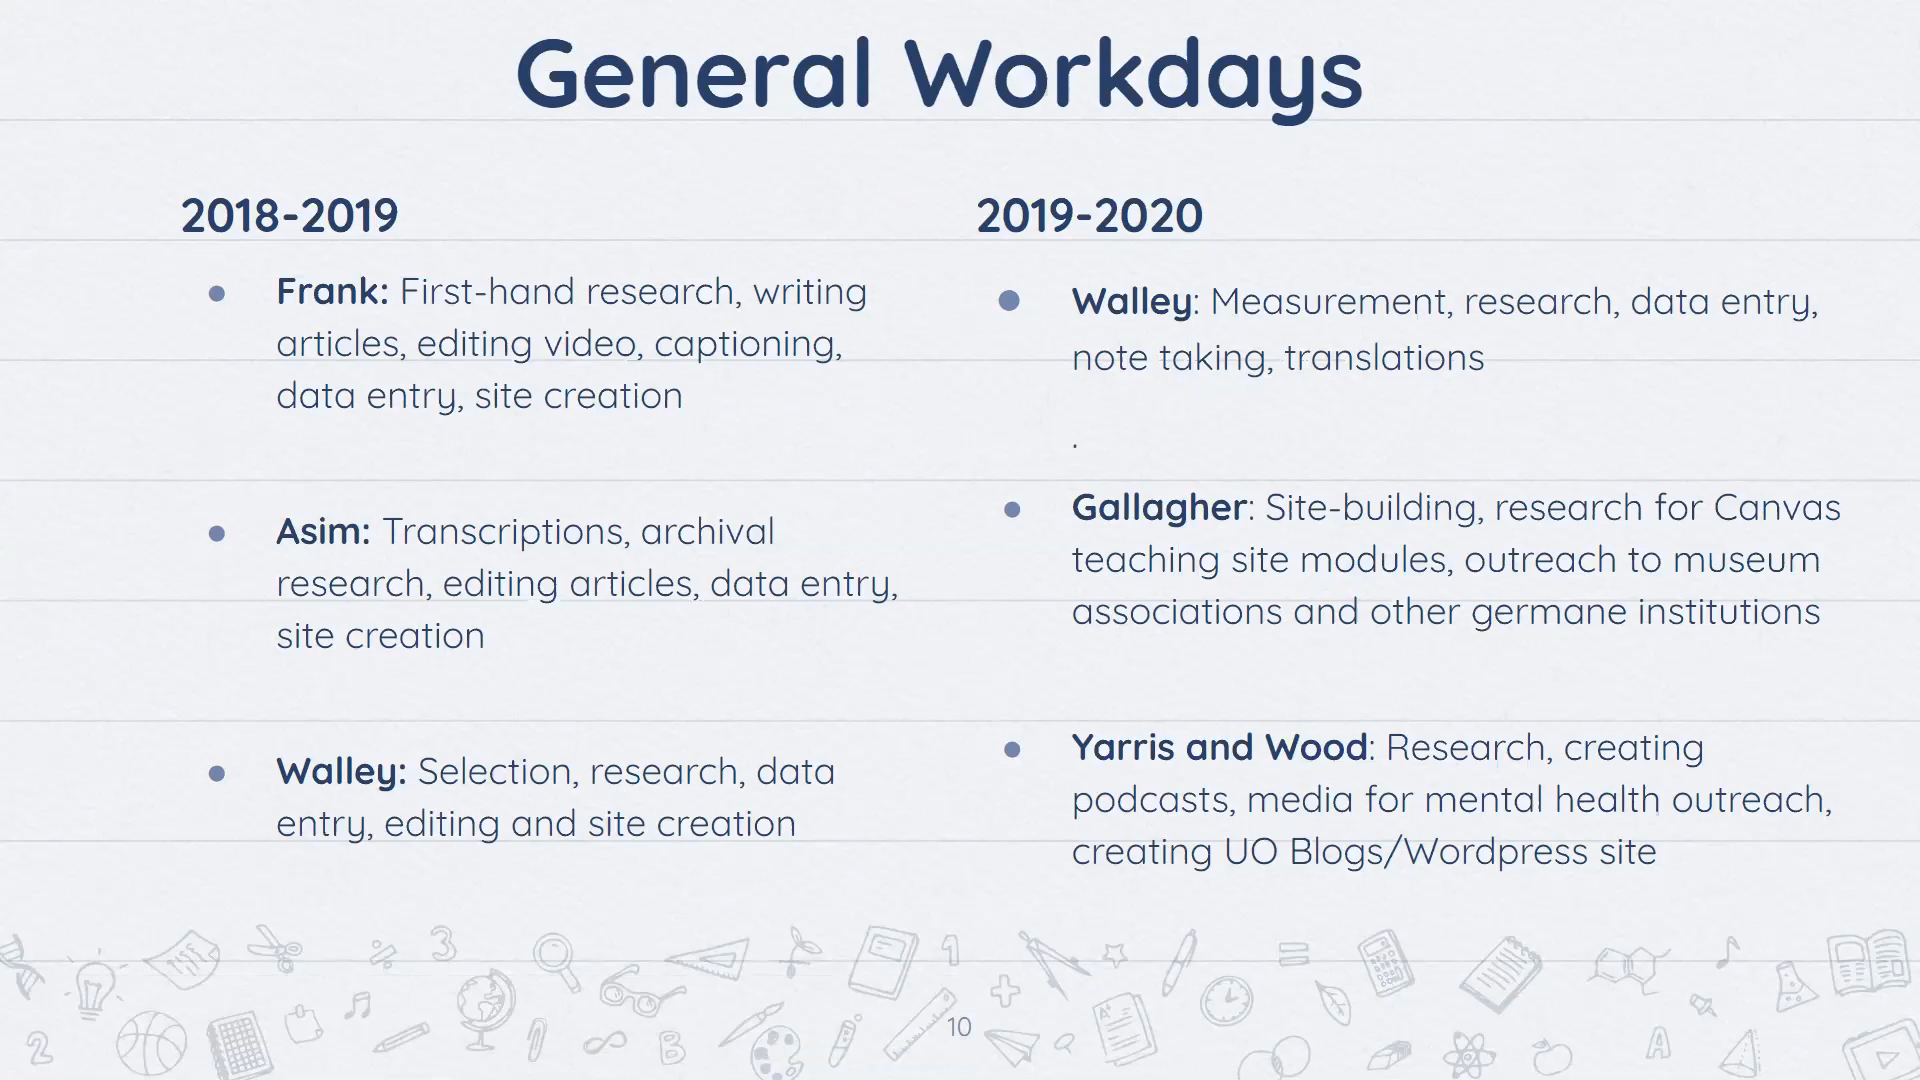 General Workdays
2018-2019
● Frank: First-hand research, writing
articles, editing video, captioning,
data entry, site creation
● Asim: Transcriptions, archival
research, editing articles, data entry,
site creation
● Walley: Selection, research, data
entry, editing and site creation
2019-2020
● Walley: Measurement, research, data entry,
note taking, translations
.
● Gallagher: Site-building, research for Canvas
teaching site modules, outreach to museum
associations and other germane institutions
● Yarris and Wood: Research, creating
podcasts, media for mental health outreach,
creating UO Blogs/Wordpress site
3
1
2
B
A
A
10